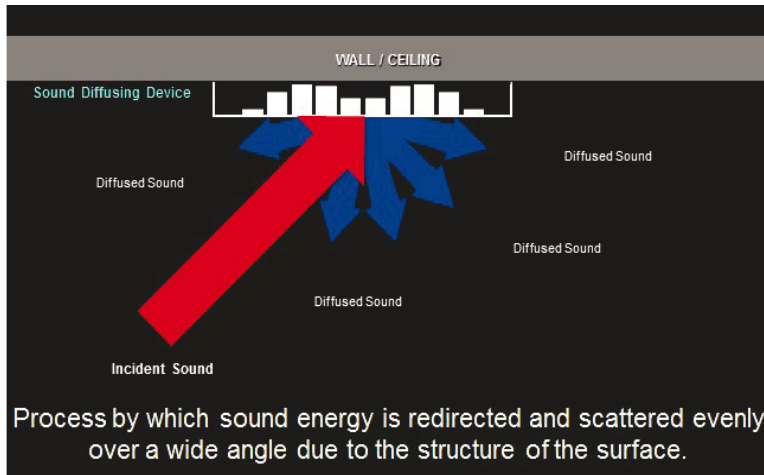 WALL / CEILING
Sound Diffusing Device
Diffused Sound
Diffused Sound
Diffused Sound
Diffused Sound
Incident Sound
Process by which sound energy is redirected and scattered evenly
over a wide angle due to the structure of the surface.